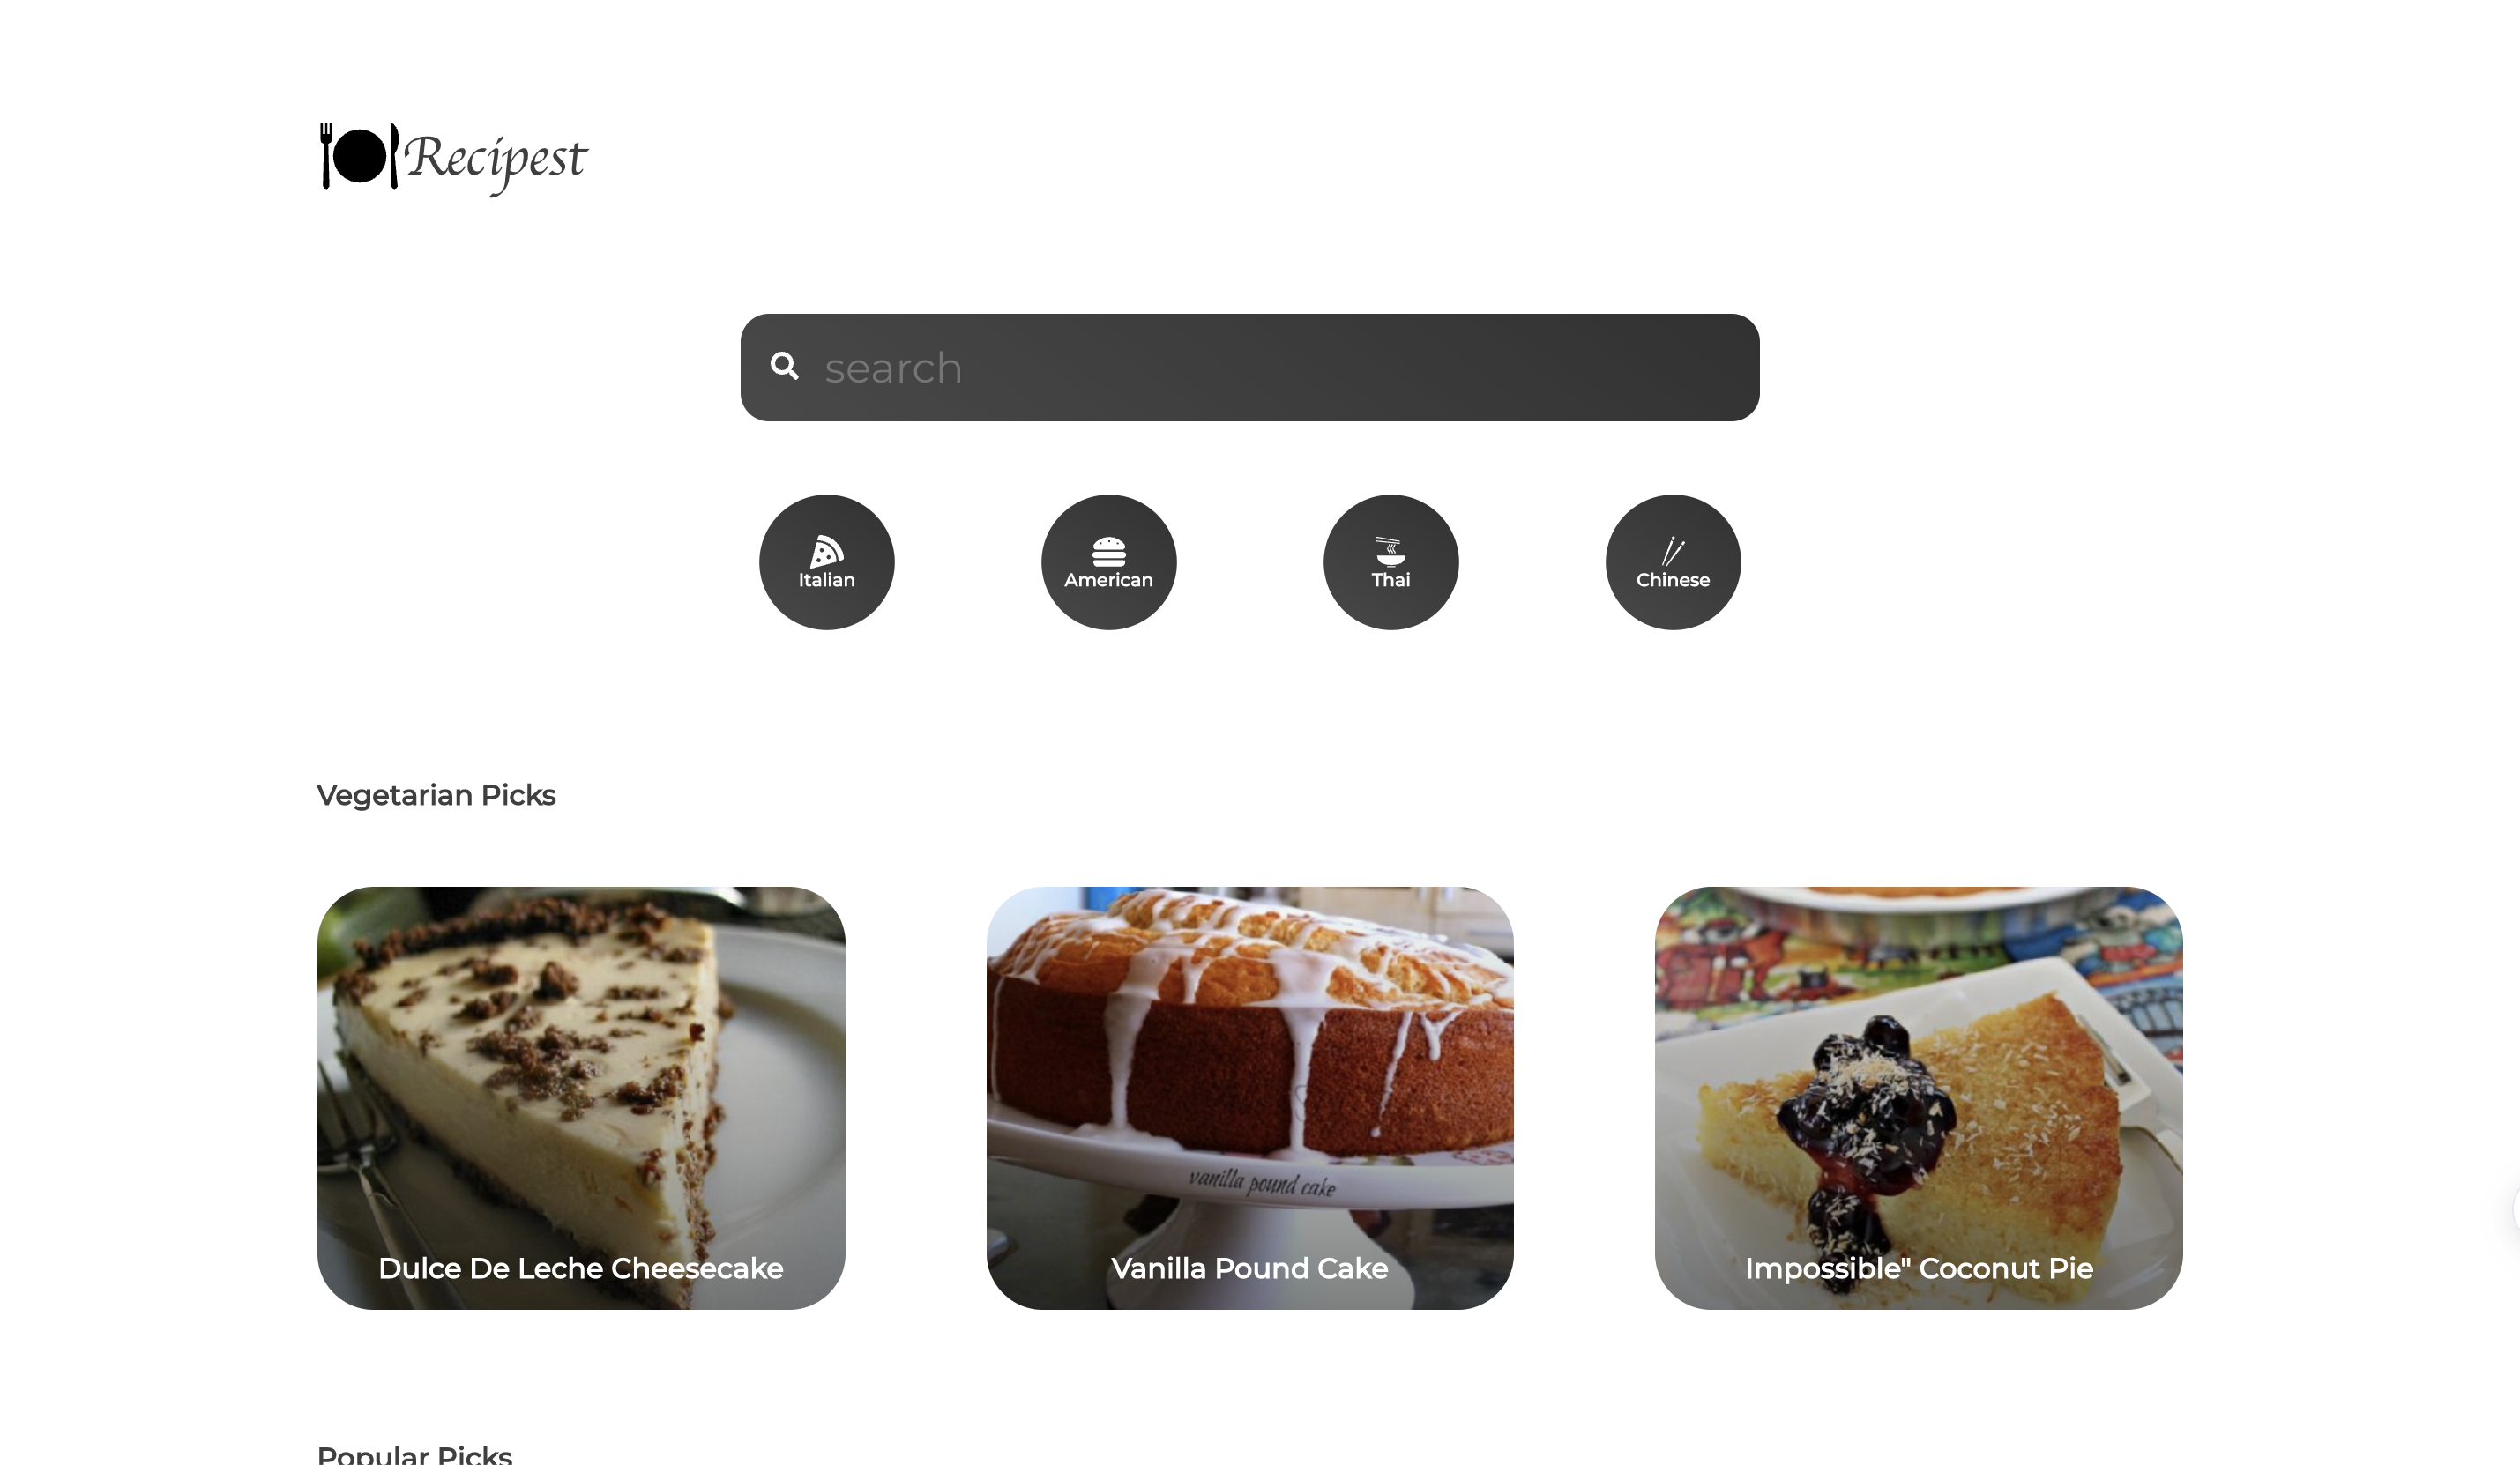 Recipest
search
Italian
American
Thai
Chinese
Vegetarian Picks
vanilla pound cake
Dulce De Leche Cheesecake
Vanilla Pound Cake
Impossible" Coconut Pie
Popular Picks